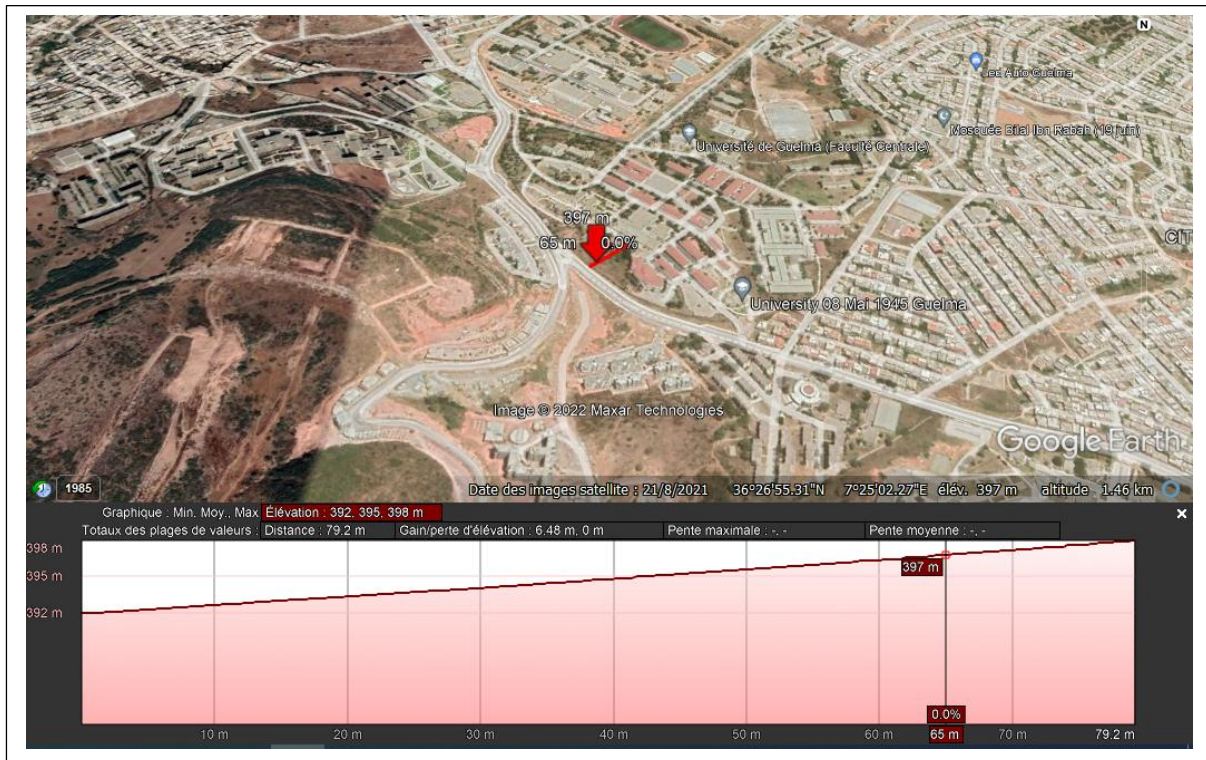 N
Jec Auto Guelma
Mosquée Bilal Ibn Rabah (19 juin)
Université de Guelma (Faculté Centrale)
397 m
65 m 0.0%
CIT
University 08 Mai 1945 Guelma
Image © 2022 Maxar Technologies
Google Earth
1985
Date des images satellite : 21/8/2021 36°26'55.31"N 7°25'02.27"E élév. 397 m altitude 1.46 km
Graphique : Min. Moy., Max Élévation : 392, 395, 398 m
Totaux des plages de valeurs : Distance : 79.2 m Gain/perte d'élévation : 6,48 m, 0 m Pente maximale : -, - Pente moyenne : -, -
398 m
397 m
395 m
392 m
0.0%
10 m 20 m 30 m 40 m 50 m 60 m 65 m 70 m 79.2 m